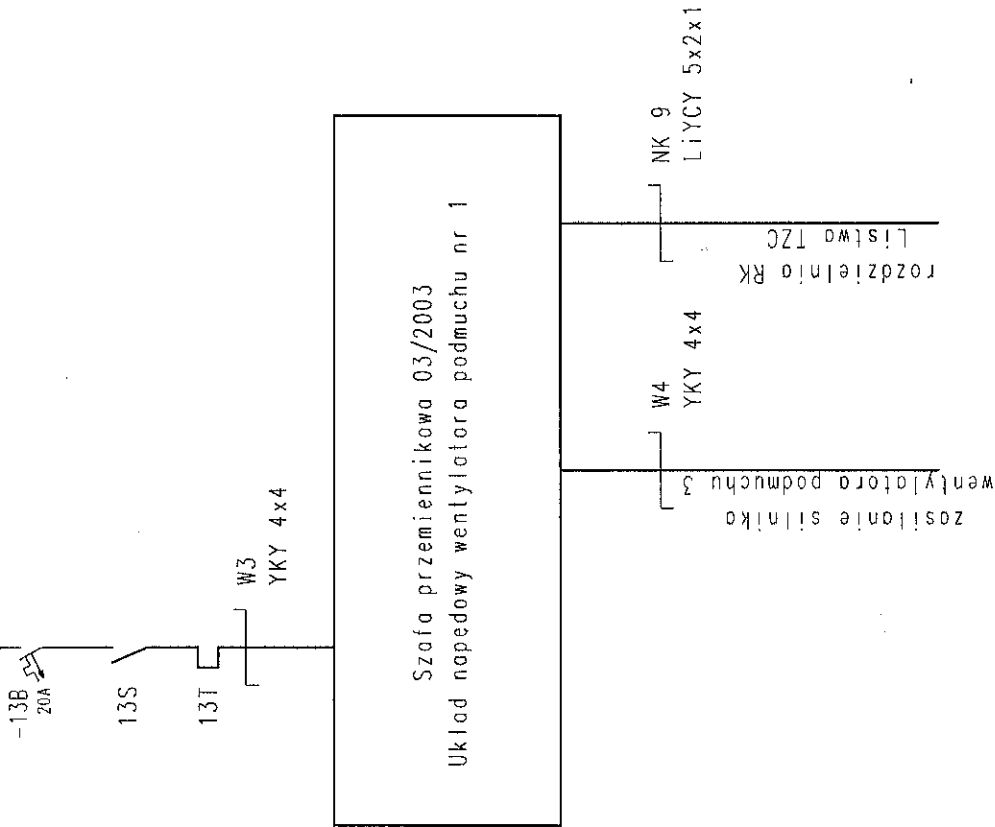 -13B
20A
13S
13T
W3
YKY 4x4
Szafa przemiennikowa 03/2003
Uklad napędowy wentylatora podmuchu nr 1
W4
YKY 4x4
NK 9
LiYCY 5x2x1
zasilanie silnika
wentylatora podmuchu 3
rozdzielnia RK
Listwa TZC